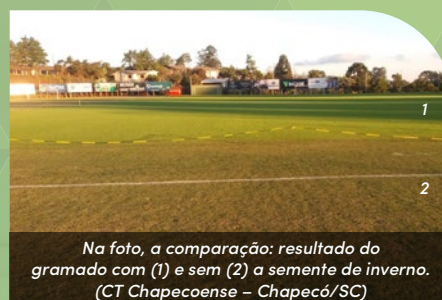 1
2
Na foto, a comparação: resultado do
gramado com (1) e sem (2) a semente de inverno.
(CT Chapecoense – Chapecó/SC)